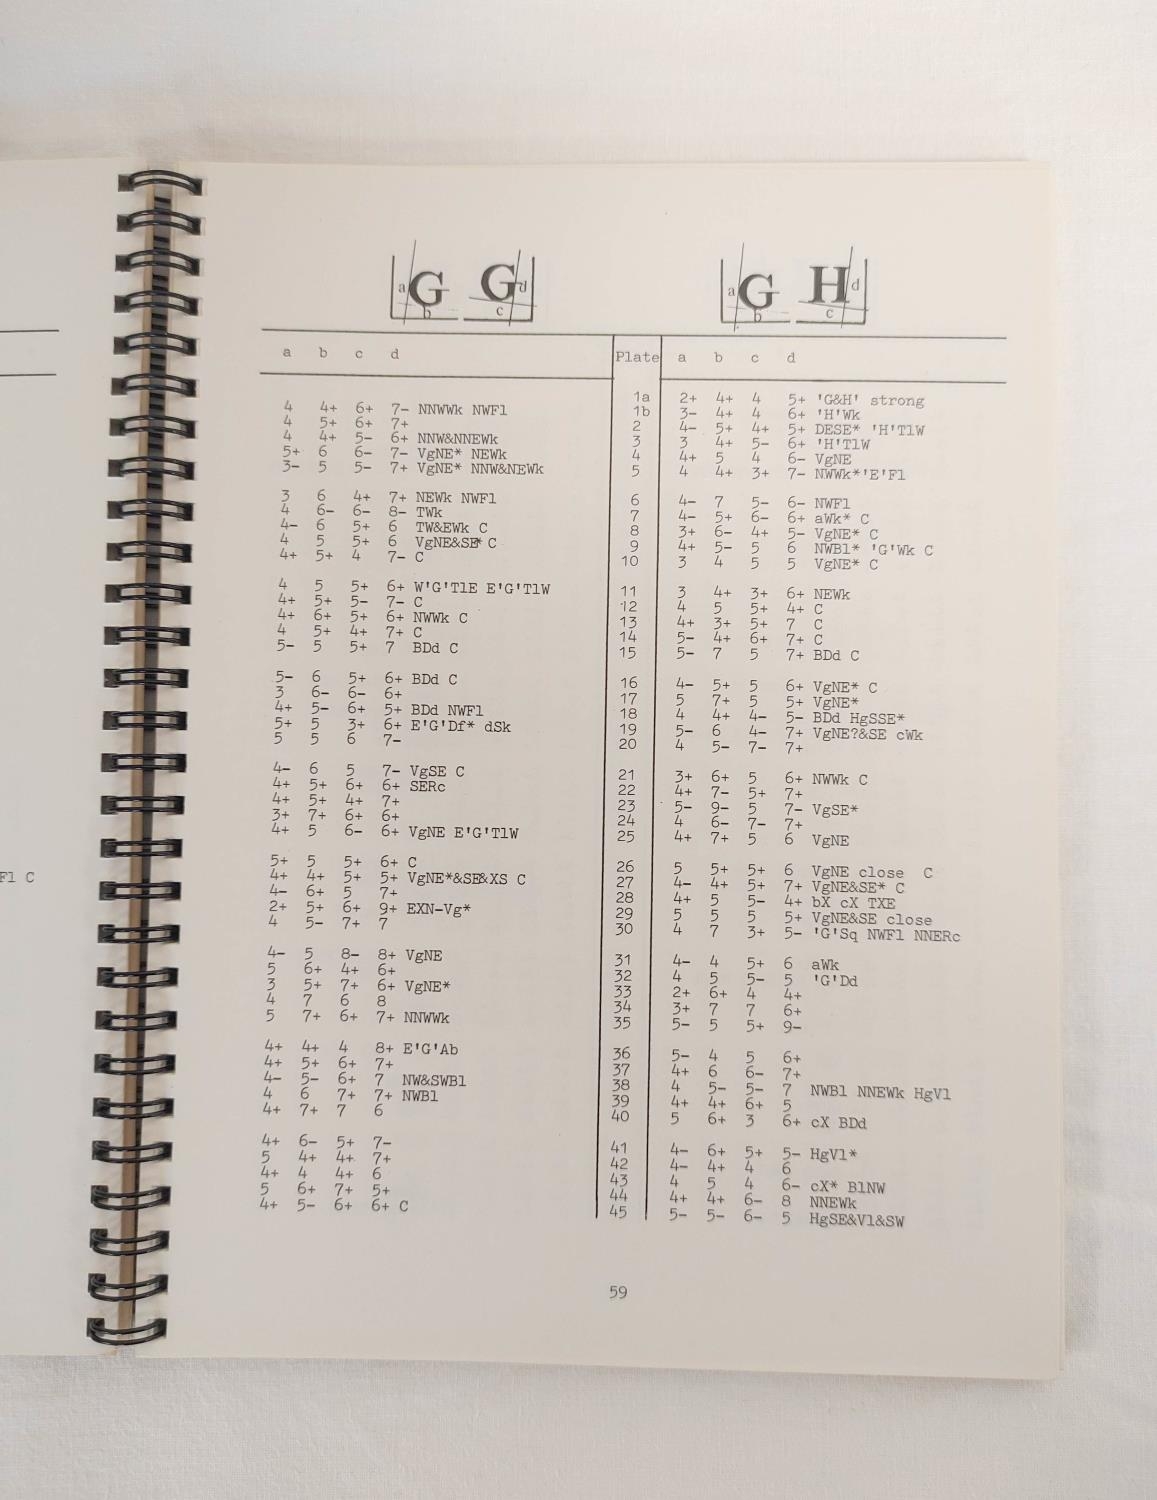 a G b G c d
a G b H c d
a b c d Plate a b c d
1a 2+ 4+ 4 5+ 'G&H' strong
4 4+ 6+ 7- NNWWk NWFl 1b 3- 4+ 4 6+ 'H'Wk
4 5+ 6+ 7+ 2 4- 5+ 4+ 5+ DESE* 'H'TlW
4 4+ 5- 6+ NNW&NNEWk 3 3 4+ 5- 6+ 'H'TlW
5+ 6 6- 7- VgNE* NEWk 4 4+ 5 4 6- VgNE
3- 5 5- 7+ VgNE* NNW&NEWk 5 4 4+ 3+ 7- NWWk*'E'Fl
3 6 4+ 7+ NEWk NWFl 6 4- 7 5- 6- NWFl
4 6- 6- 8- TWk 7 4- 5+ 6- 6+ aWk* C
4- 6 5+ 6 TW&EWk C 8 3+ 6- 4+ 5- VgNE* C
4 5 5+ 6 VgNE&SE* C 9 4+ 5- 5 6 NWBl* 'G'Wk C
4+ 5+ 4 7- C 10 3 4 5 5 VgNE* C
4 5 5+ 6+ W'G'TlE E'G'TlW 11 3 4+ 3+ 6+ NEWk
4+ 5+ 5- 7- C 12 4 5 5+ 4+ C
4+ 6+ 5+ 6+ NWWk C 13 4+ 3+ 5+ 7 C
4 5+ 4+ 7+ C 14 5- 4+ 6+ 7+ C
5- 5 5+ 7 BDd C 15 5- 7 5 7+ BDd C
5- 6 5+ 6+ BDd C 16 4- 5+ 5 6+ VgNE* C
3 6- 6- 6+ 17 5 7+ 5 5+ VgNE*
4+ 5- 6+ 5+ BDd NWFl 18 4 4+ 4- 5- BDd HgSSE*
5+ 5 3+ 6+ E'G'Df* dSk 19 5- 6 4- 7+ VgNE?&SE cWk
5 5 6 7- 20 4 5- 7- 7+
4- 6 5 7- VgSE C 21 3+ 6+ 5 6+ NWWk C
4+ 5+ 6+ 6+ SERc 22 4+ 7- 5+ 7+
4+ 5+ 4+ 7+ 23 5- 9- 5 7- VgSE*
3+ 7+ 6+ 6+ 24 4 6- 7- 7+
4+ 5 6- 6+ VgNE E'G'TlW 25 4+ 7+ 5 6 VgNE
5+ 5 5+ 6+ C 26 5 5+ 5+ 6 VgNE close C
4+ 4+ 5+ 5+ VgNE*&SE&XS C 27 4- 4+ 5+ 7+ VgNE&SE* C
4- 6+ 5 7+ 28 4+ 5 5- 4+ bX cX TXE
2+ 5+ 6+ 9+ EXN-Vg* 29 5 5 5 5+ VgNE&SE close
4 5- 7+ 7 30 4 7 3+ 5- 'G'Sq NWFl NNERc
Fl C
4- 5 8- 8+ VgNE 31 4- 4 5+ 6 aWk
5 6+ 4+ 6+ 32 4 5 5- 5 'G'Dd
3 5+ 7+ 6+ VgNE* 33 2+ 6+ 4 4+
4 7 6 8 34 3+ 7 7 6+
5 7+ 6+ 7+ NNWWk 35 5- 5 5+ 9-
4+ 4+ 4 8+ E'G'Ab 36 5- 4 5 6+
4+ 5+ 6+ 7+ 37 4+ 6 6- 7+
4- 5- 6+ 7 NW&SWBl 38 4 5- 5- 7 NWBl NNEWk HgVl
4 6 7+ 7+ NWBl 39 4+ 4+ 6+ 5
4+ 7+ 7 6 40 5 6+ 3 6+ cX BDd
4+ 6- 5+ 7- 41 4- 6+ 5+ 5- HgVl*
5 4+ 4+ 7+ 42 4- 4+ 4 6
4+ 4 4+ 6 43 4 5 4 6- cX* BlNW
5 6+ 7+ 5+ 44 4+ 4+ 6- 8 NNEWk
4+ 5- 6+ 6+ C 45 5- 5- 6- 5 HgSE&Vl&SW
59